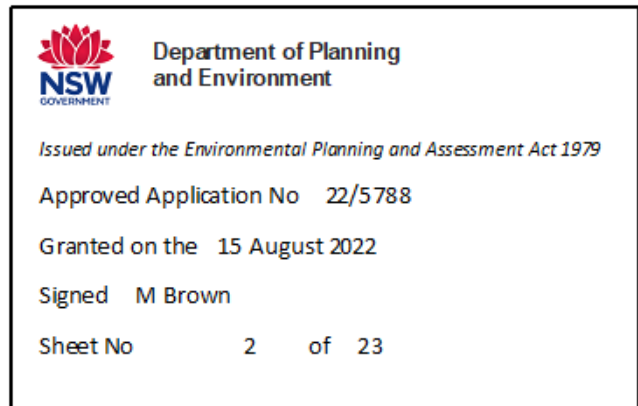 Department of Planning
and Environment
NSW
GOVERNMENT
Issued under the Environmental Planning and Assessment Act 1979
Approved Application No 22/5788
Granted on the 15 August 2022
Signed M Brown
Sheet No 2 of 23